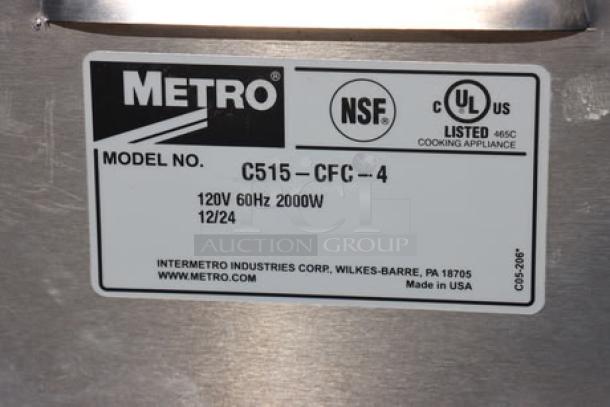 METRO®
NSF®
C UL® US
LISTED 465C
COOKING APPLIANCE
MODEL NO. C515-CFC-4
120V 60Hz 2000W
12/24
PCI
AUCTION GROUP
INTERMETRO INDUSTRIES CORP., WILKES-BARRE, PA 18705
WWW.METRO.COM Made in USA
C05-206*